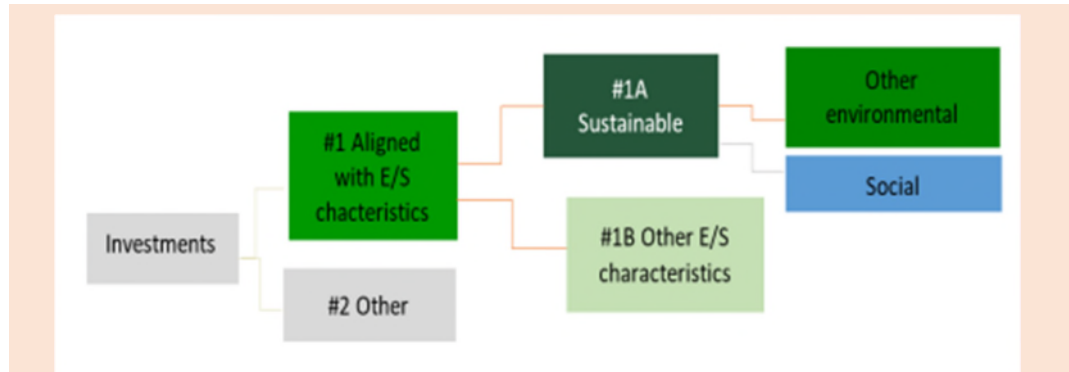 Investments
#1 Aligned
with E/S
chacteristics
#2 Other
#1A
Sustainable
#1B Other E/S
characteristics
Other
environmental
Social